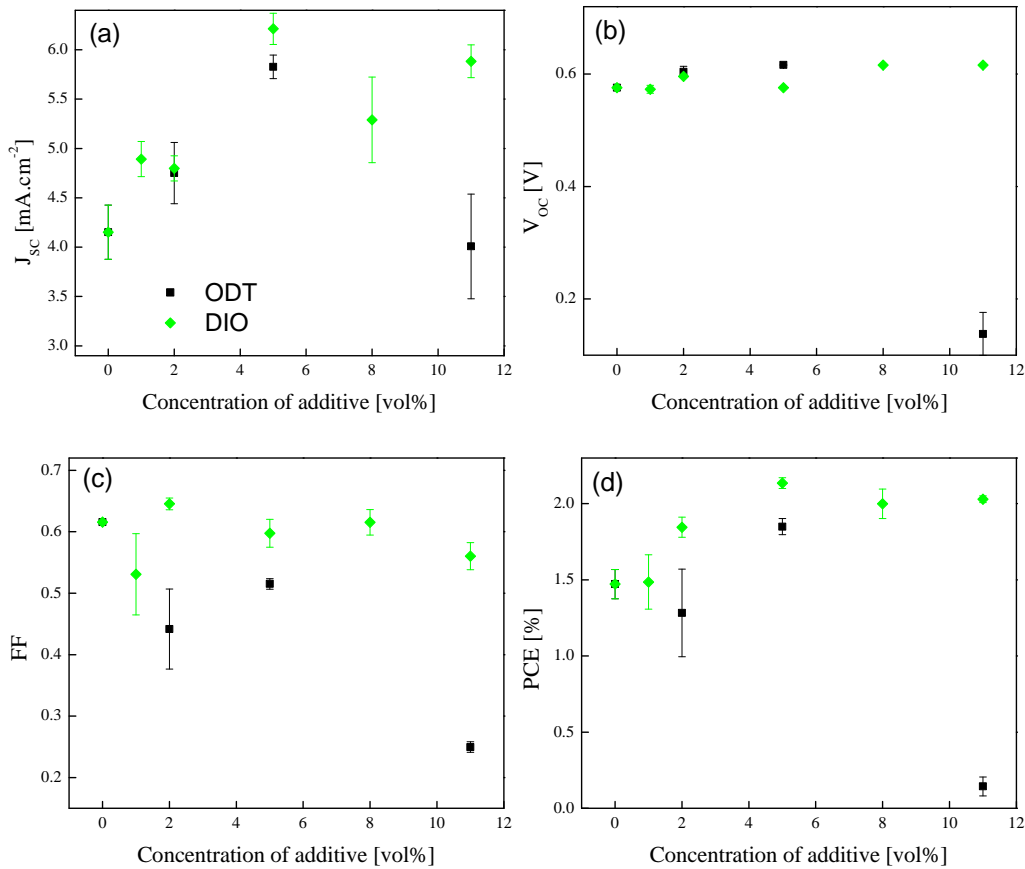 (a)
6.0
5.5
5.0
4.5
4.0
3.5
3.0
J_SC [mA.cm⁻²]
ODT
DIO
0 2 4 6 8 10 12
Concentration of additive [vol%]
(b)
0.6
0.4
0.2
V_OC [V]
0 2 4 6 8 10 12
Concentration of additive [vol%]
(c)
0.7
0.6
0.5
0.4
0.3
0.2
FF
0 2 4 6 8 10 12
Concentration of additive [vol%]
(d)
2.0
1.5
1.0
0.5
0.0
PCE [%]
0 2 4 6 8 10 12
Concentration of additive [vol%]